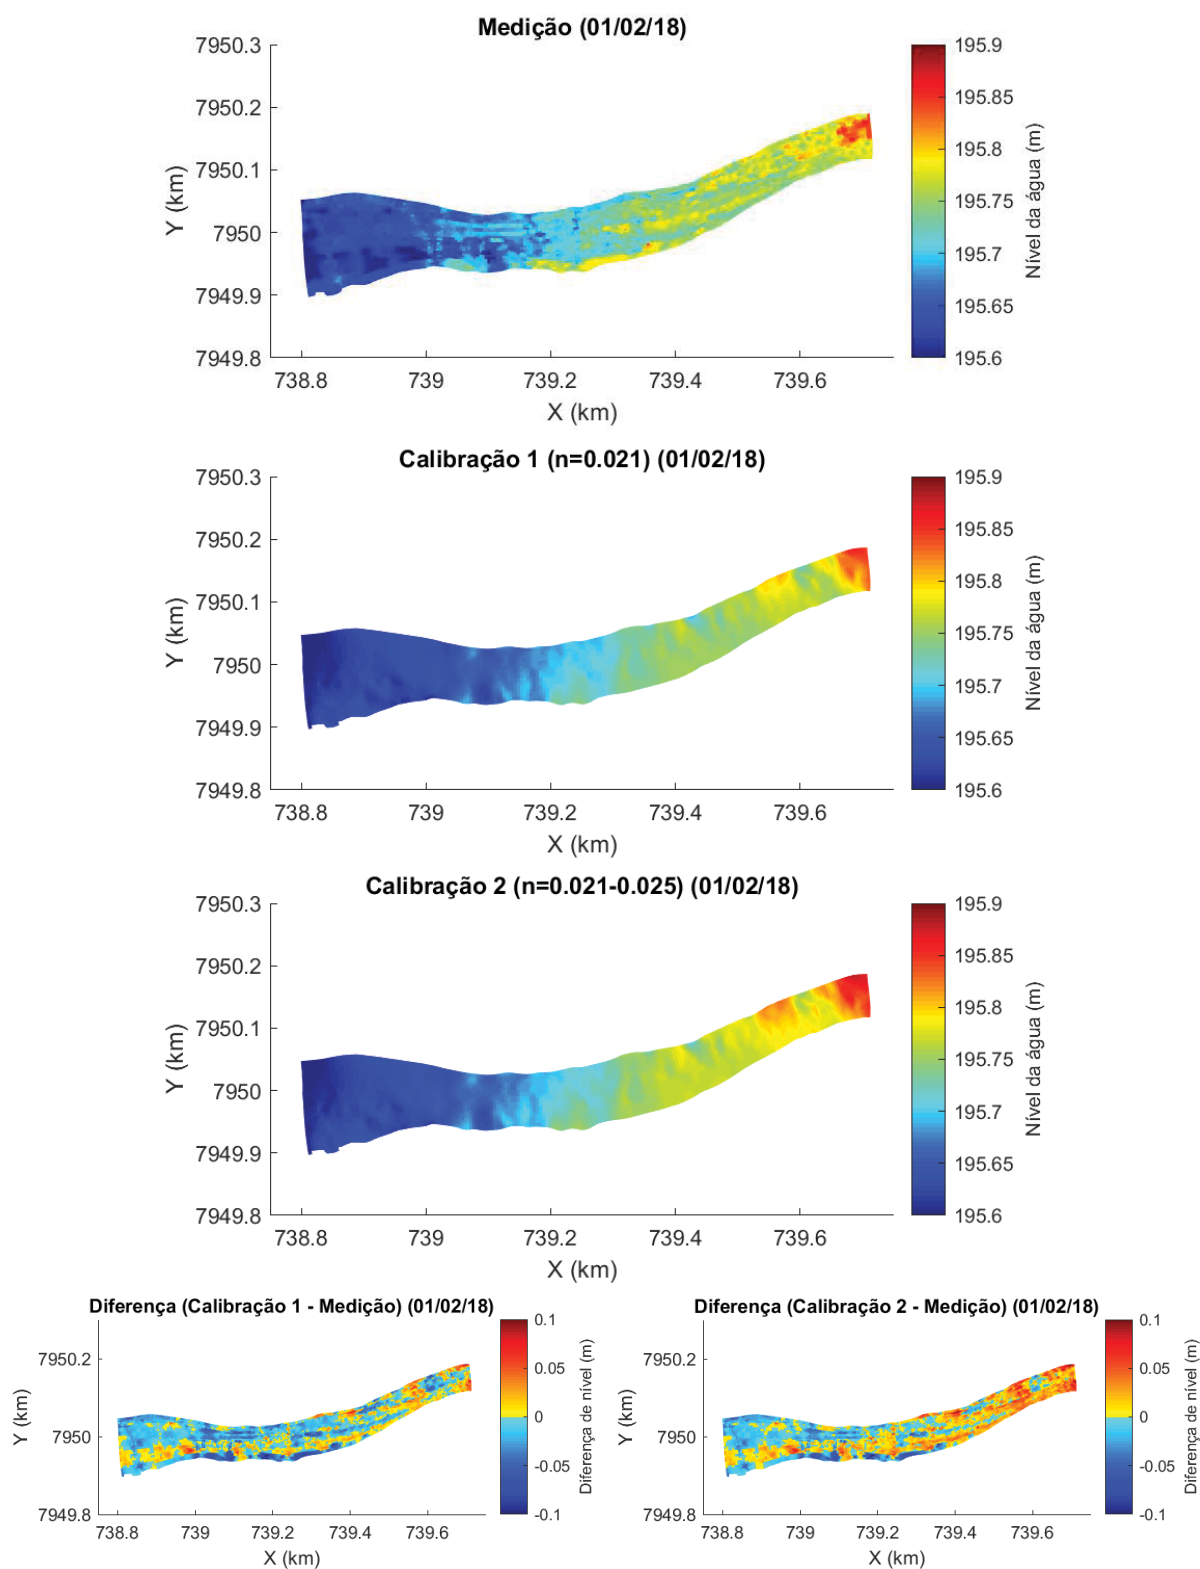 Medição (01/02/18)
7950.3
7950.2
7950.1
7950
7949.9
7949.8
Y (km)
738.8 739 739.2 739.4 739.6
X (km)
195.9
195.85
195.8
195.75
195.7
195.65
195.6
Nível da água (m)
Calibração 1 (n=0.021) (01/02/18)
7950.3
7950.2
7950.1
7950
7949.9
7949.8
Y (km)
738.8 739 739.2 739.4 739.6
X (km)
195.9
195.85
195.8
195.75
195.7
195.65
195.6
Nível da água (m)
Calibração 2 (n=0.021-0.025) (01/02/18)
7950.3
7950.2
7950.1
7950
7949.9
7949.8
Y (km)
738.8 739 739.2 739.4 739.6
X (km)
195.9
195.85
195.8
195.75
195.7
195.65
195.6
Nível da água (m)
Diferença (Calibração 1 - Medição) (01/02/18)
7950.2
7950
7949.8
Y (km)
738.8 739 739.2 739.4 739.6
X (km)
0.1
0.05
0
-0.05
-0.1
Diferença de nível (m)
Diferença (Calibração 2 - Medição) (01/02/18)
7950.2
7950
7949.8
Y (km)
738.8 739 739.2 739.4 739.6
X (km)
0.1
0.05
0
-0.05
-0.1
Diferença de nível (m)